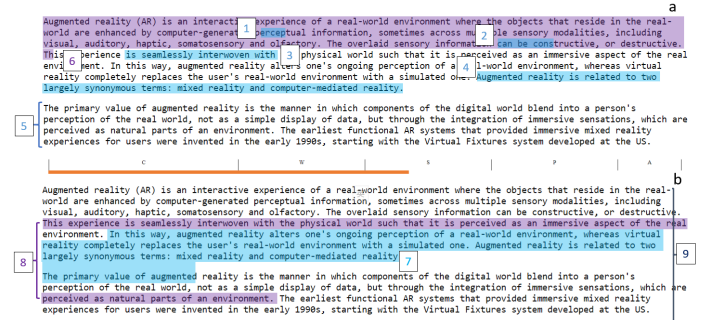 a
Augmented reality (AR) is an interactive experience of a real-world environment where the objects that reside in the real-
1
world are enhanced by computer-generated perceptual information, sometimes across multiple sensory modalities, including
2
visual, auditory, haptic, somatosensory and olfactory. The overlaid sensory information can be constructive, or destructive.
This experience is seamlessly interwoven with physical world such that it is perceived as an immersive aspect of the real
6
3
environment. In this way, augmented reality alters one's ongoing perception of a l-world environment, whereas virtual
4
reality completely replaces the user's real-world environment with a simulated one. Augmented reality is related to two
largely synonymous terms: mixed reality and computer-mediated reality.
The primary value of augmented reality is the manner in which components of the digital world blend into a person's
5
perception of the real world, not as a simple display of data, but through the integration of immersive sensations, which are
perceived as natural parts of an environment. The earliest functional AR systems that provided immersive mixed reality
experiences for users were invented in the early 1990s, starting with the Virtual Fixtures system developed at the US.
C W S P A
b
Augmented reality (AR) is an interactive experience of a real-world environment where the objects that reside in the real-
world are enhanced by computer-generated perceptual information, sometimes across multiple sensory modalities, including
visual, auditory, haptic, somatosensory and olfactory. The overlaid sensory information can be constructive, or destructive.
This experience is seamlessly interwoven with the physical world such that it is perceived as an immersive aspect of the real
environment. In this way, augmented reality alters one's ongoing perception of a real-world environment, whereas virtual
reality completely replaces the user's real-world environment with a simulated one. Augmented reality is related to two
9
largely synonymous terms: mixed reality and computer-mediated reality
7
8
The primary value of augmented reality is the manner in which components of the digital world blend into a person's
perception of the real world, not as a simple display of data, but through the integration of immersive sensations, which are
perceived as natural parts of an environment. The earliest functional AR systems that provided immersive mixed reality
experiences for users were invented in the early 1990s, starting with the Virtual Fixtures system developed at the US.